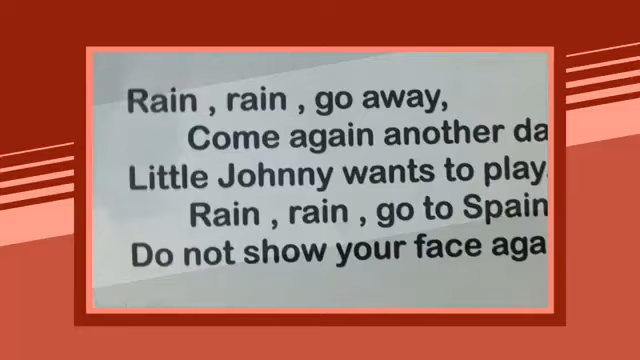 Rain , rain , go away,
Come again another da
Little Johnny wants to play.
Rain , rain , go to Spain
Do not show your face aga